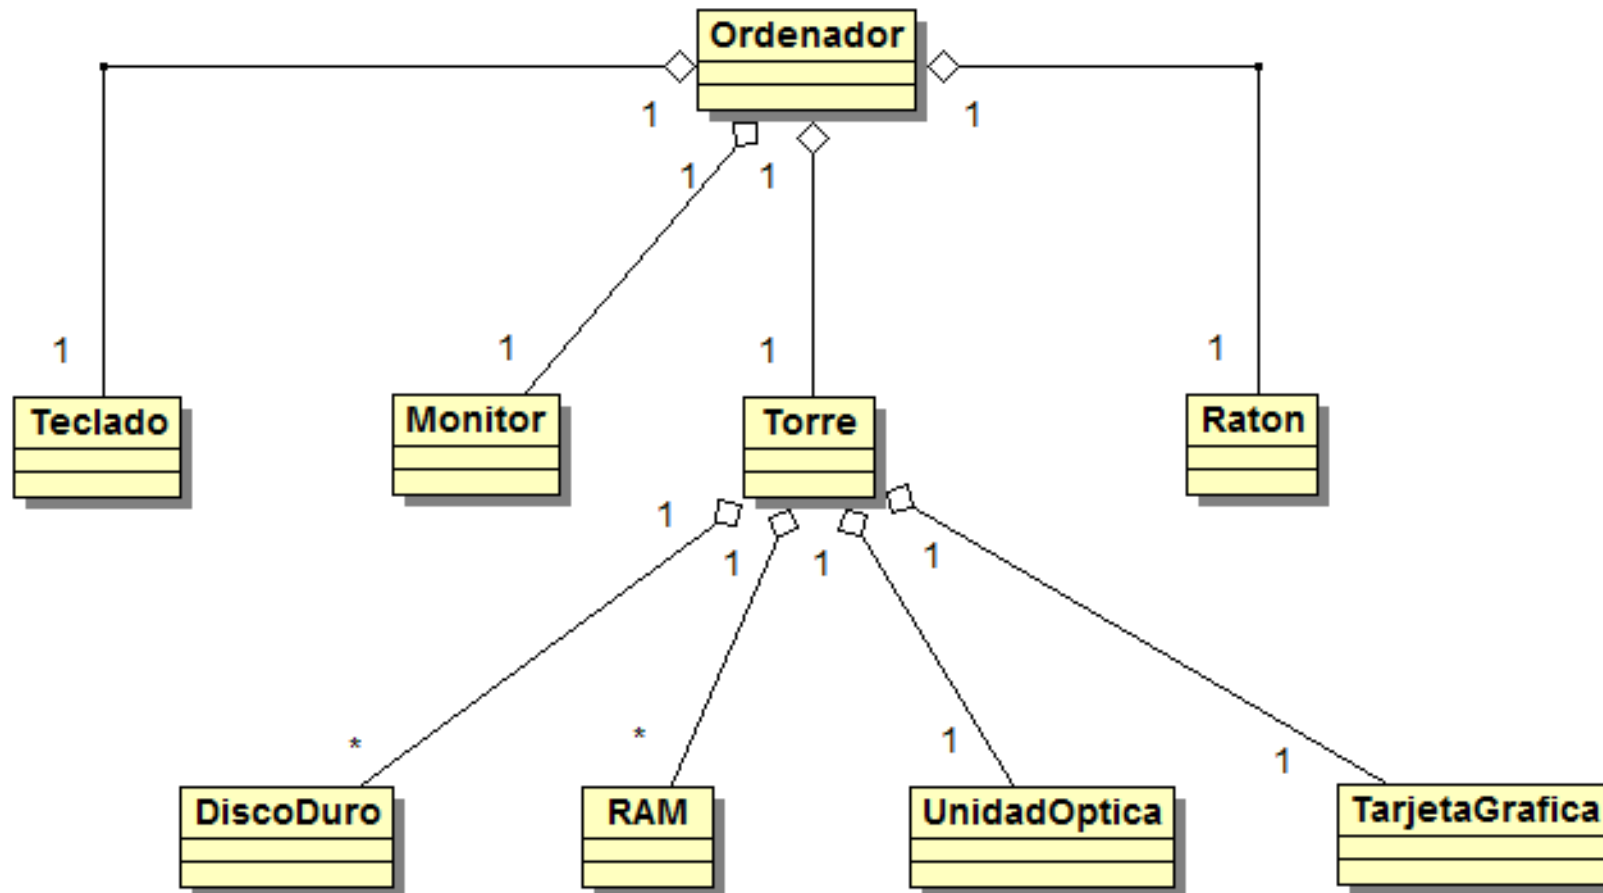 Ordenador
1
1
1
1
1
1
1
1
Teclado
Monitor
Torre
Raton
1
1
1
1
*
*
1
1
DiscoDuro
RAM
UnidadOptica
TarjetaGrafica